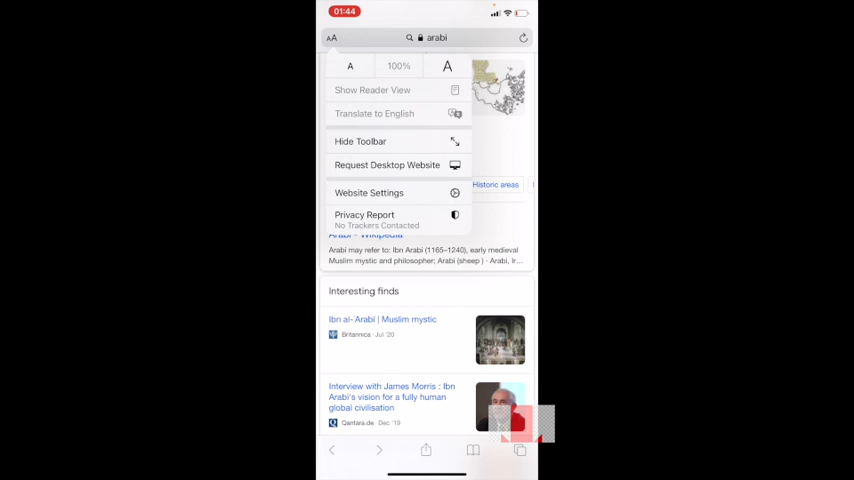 01:44
AA arabi
A 100% A
Show Reader View
Translate to English
Hide Toolbar
Request Desktop Website
Historic areas
Website Settings
Privacy Report
No Trackers Contacted
Arabi - Wikipedia
Arabi may refer to: Ibn Arabi (1165–1240), early medieval
Muslim mystic and philosopher; Arabi (sheep) · Arabi, Ir...
Interesting finds
Ibn al-ʿArabī | Muslim mystic
Britannica · Jul '20
Interview with James Morris : Ibn
Arabi's vision for a fully human
global civilisation
Qantara.de · Dec '19